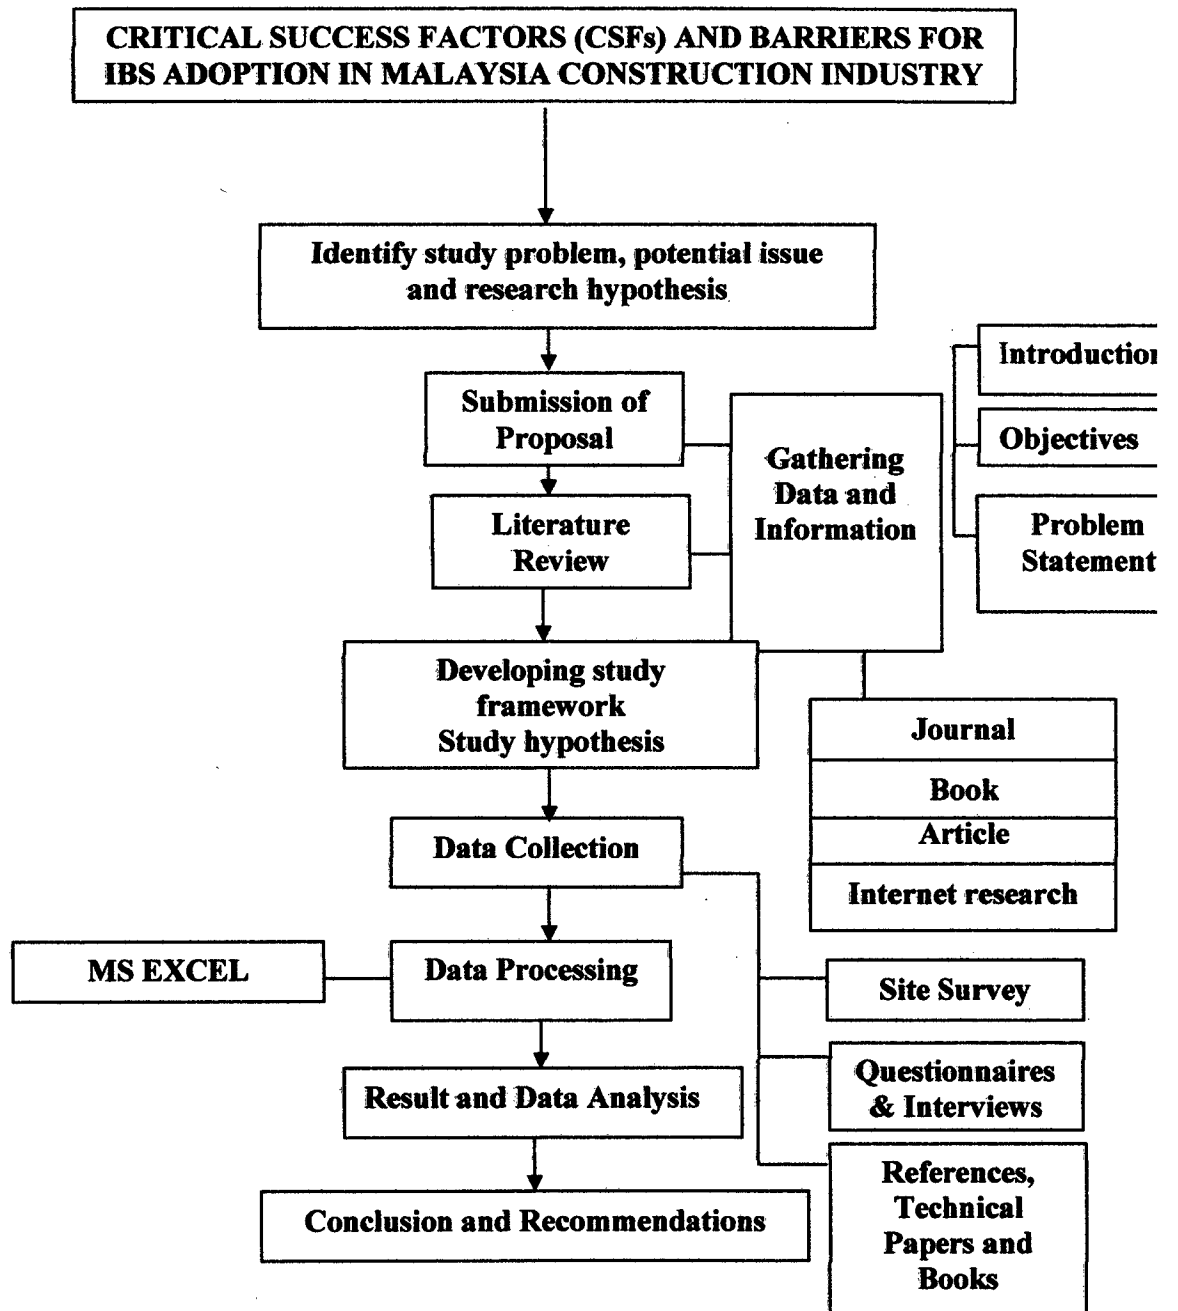 CRITICAL SUCCESS FACTORS (CSFs) AND BARRIERS FOR
IBS ADOPTION IN MALAYSIA CONSTRUCTION INDUSTRY
Identify study problem, potential issue
and research hypothesis
Submission of
Proposal
Literature
Review
Gathering
Data and
Information
Introduction
Objectives
Problem
Statement
Developing study
framework
Study hypothesis
Journal
Book
Article
Internet research
Data Collection
MS EXCEL
Data Processing
Site Survey
Questionnaires
& Interviews
References,
Technical
Papers and
Books
Result and Data Analysis
Conclusion and Recommendations